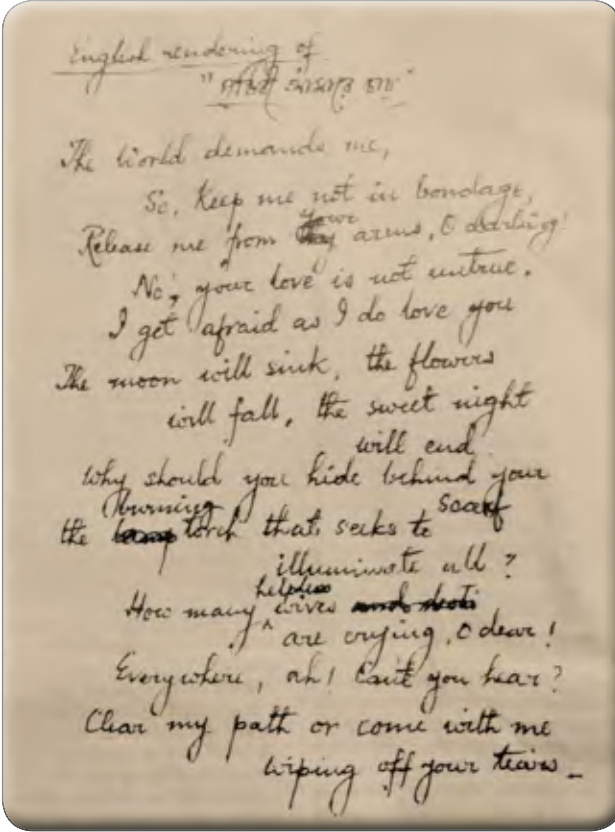 English rendering of
"পৃথিবী আমারে চায়"
The World demands me,
So, Keep me not in bondage,
Release me from your arms, O darling!
No, your love is not untrue.
I get afraid as I do love you
The moon will sink, the flowers
will fall, the sweet night
will end.
Why should you hide behind your scarf
the burning torch that seeks to
illuminate all?
How many helpless wives
are crying, O dear!
Everywhere, ah! Can't you hear?
Clear my path or come with me
wiping off your tears_